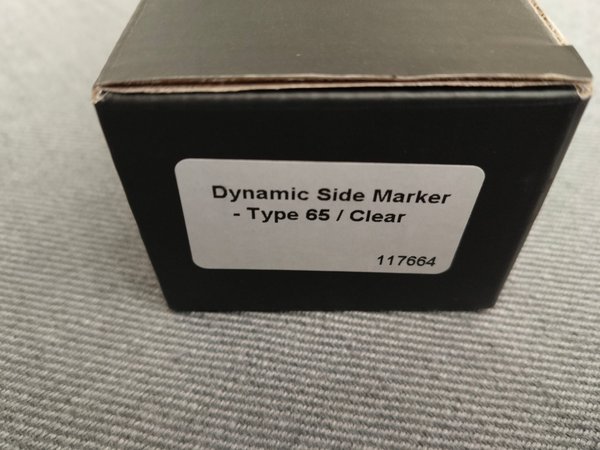 Dynamic Side Marker
- Type 65 / Clear
117664